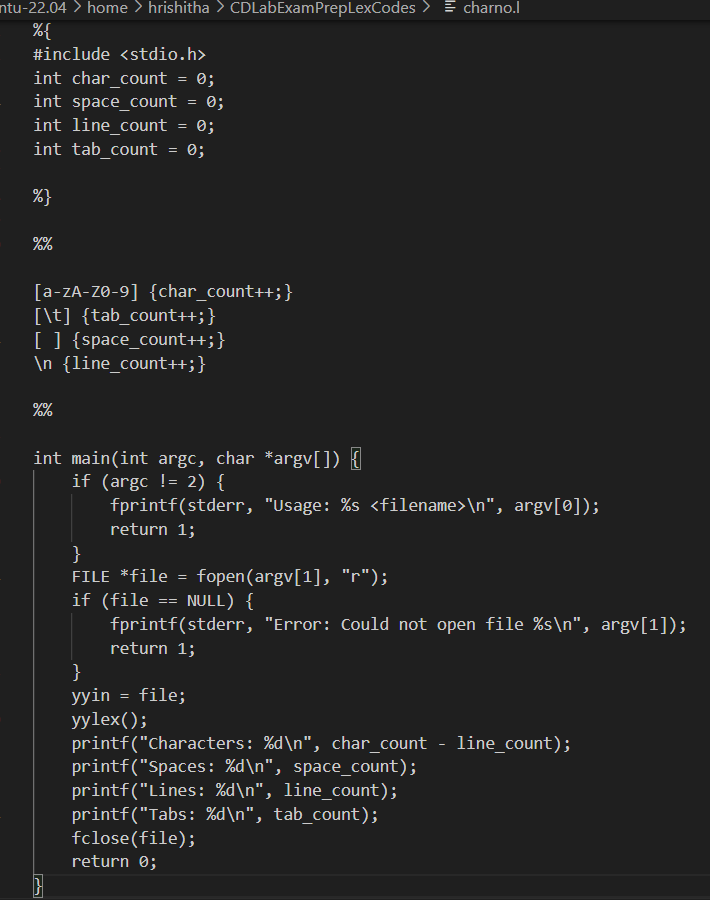 ntu-22.04 > home > hrishitha > CDLabExamPrepLexCodes > charno.l
%{
#include <stdio.h>
int char_count = 0;
int space_count = 0;
int line_count = 0;
int tab_count = 0;

%}

%%

[a-zA-Z0-9] {char_count++;}
[\t] {tab_count++;}
[ ] {space_count++;}
\n {line_count++;}

%%

int main(int argc, char *argv[]) {
    if (argc != 2) {
        fprintf(stderr, "Usage: %s <filename>\n", argv[0]);
        return 1;
    }
    FILE *file = fopen(argv[1], "r");
    if (file == NULL) {
        fprintf(stderr, "Error: Could not open file %s\n", argv[1]);
        return 1;
    }
    yyin = file;
    yylex();
    printf("Characters: %d\n", char_count - line_count);
    printf("Spaces: %d\n", space_count);
    printf("Lines: %d\n", line_count);
    printf("Tabs: %d\n", tab_count);
    fclose(file);
    return 0;
}